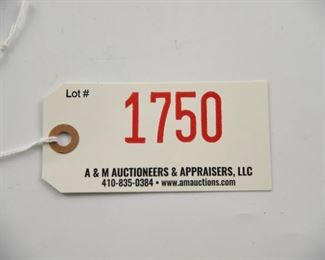 Lot #
1750
A & M AUCTIONEERS & APPRAISERS, LLC
410-835-0384 • www.amauctions.com